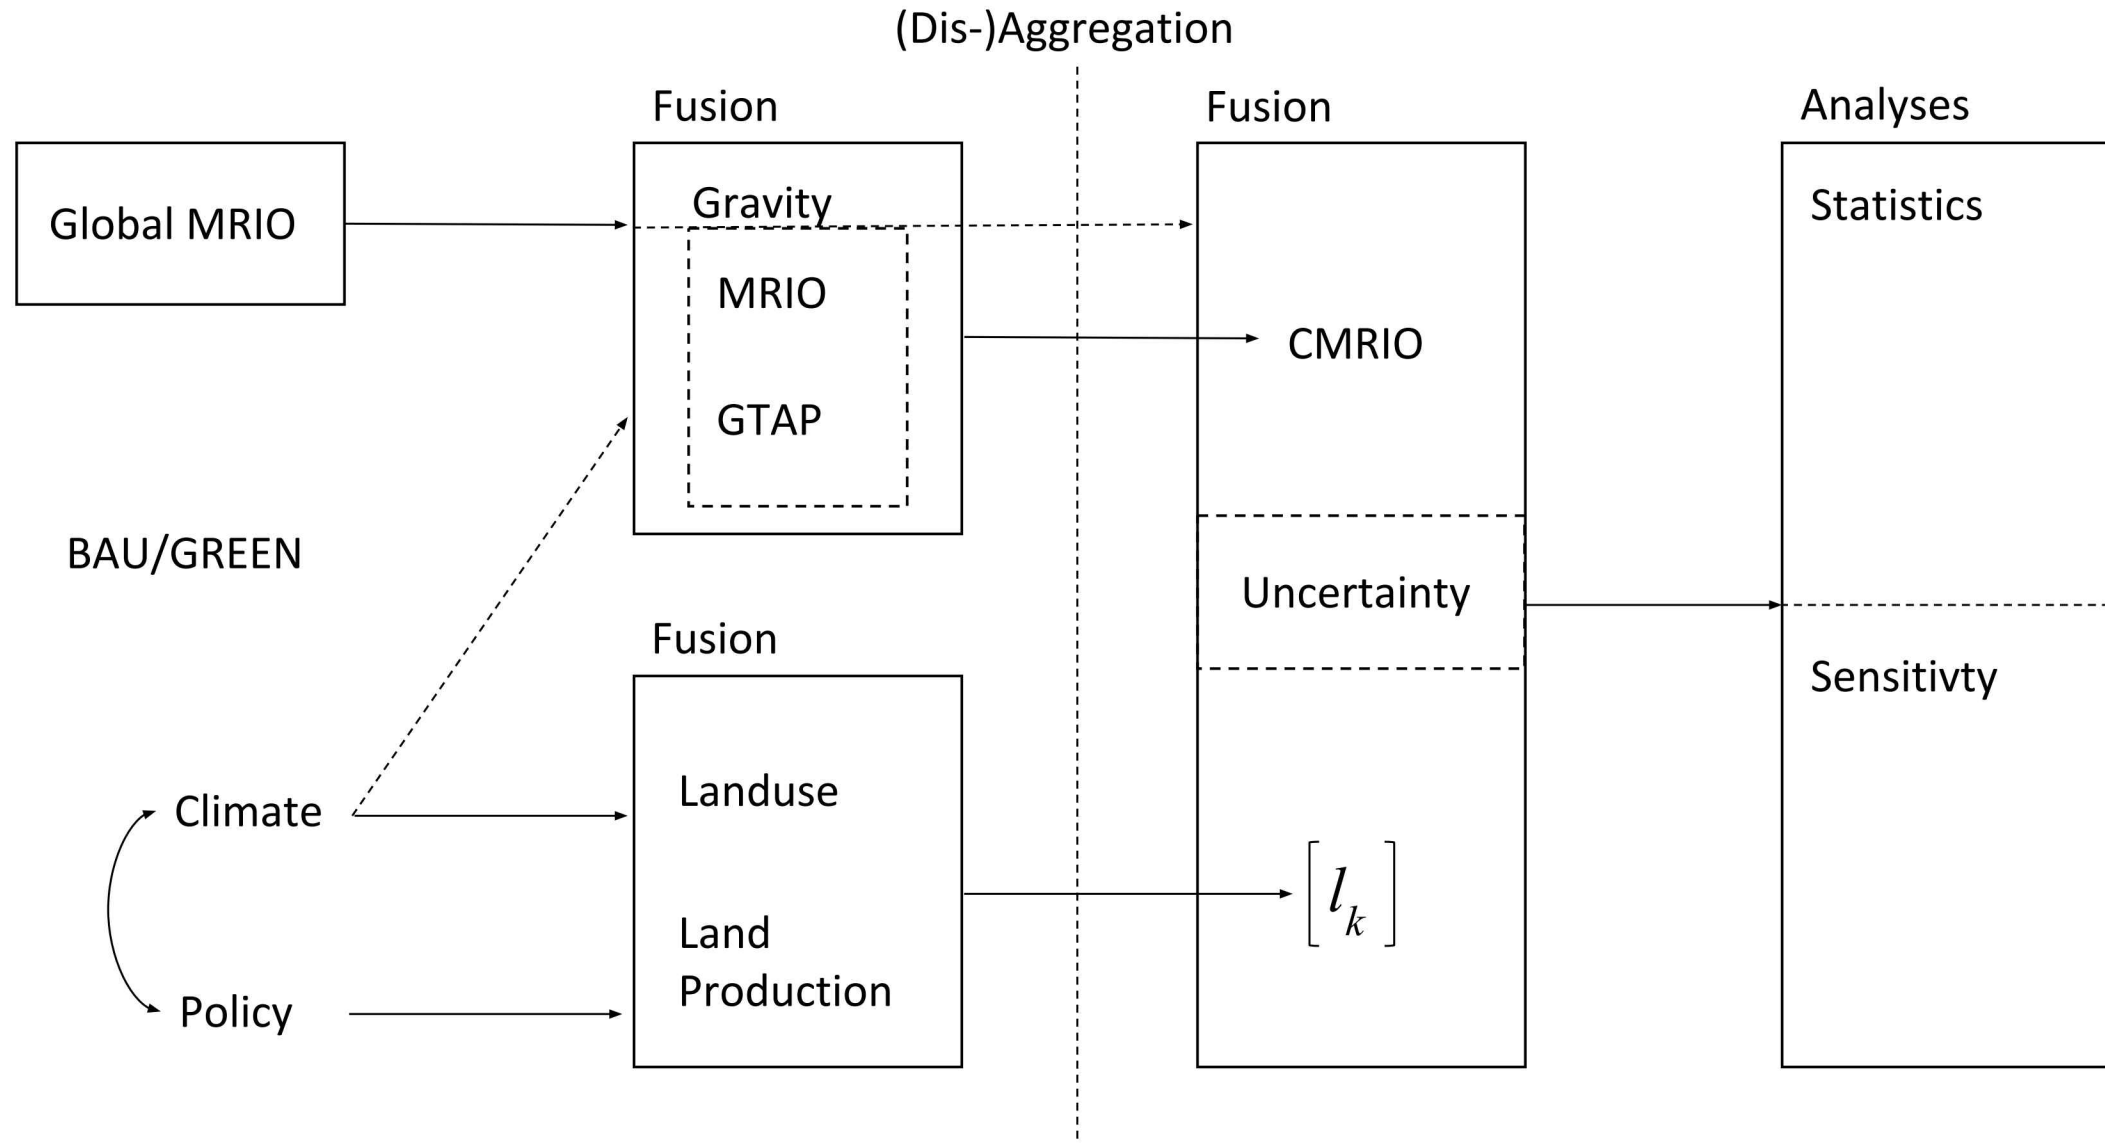 (Dis-)Aggregation
Fusion
Fusion
Analyses
Global MRIO
Gravity
MRIO
GTAP
CMRIO
Statistics
BAU/GREEN
Uncertainty
Fusion
Sensitivty
Climate
Policy
Landuse
Land
Production
[l_k]